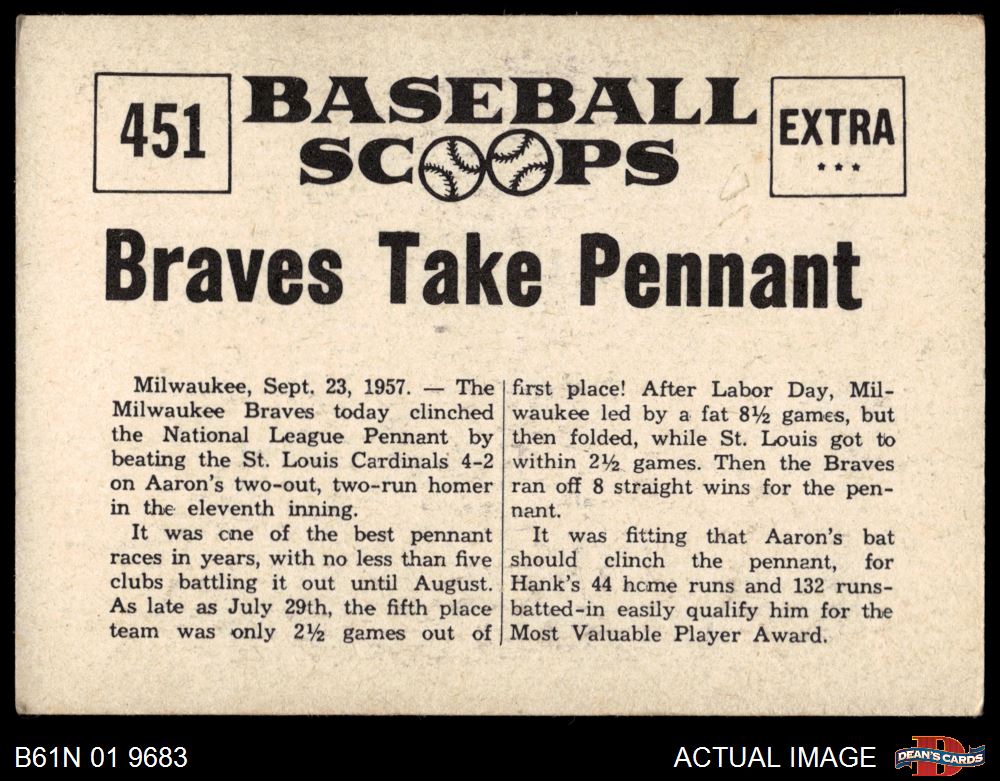 451
BASEBALL
SCOOPS
EXTRA
Braves Take Pennant
Milwaukee, Sept. 23, 1957. — The
Milwaukee Braves today clinched
the National League Pennant by
beating the St. Louis Cardinals 4-2
on Aaron's two-out, two-run homer
in the eleventh inning.
It was one of the best pennant
races in years, with no less than five
clubs battling it out until August.
As late as July 29th, the fifth place
team was only 2½ games out of
first place! After Labor Day, Mil-
waukee led by a fat 8½ games, but
then folded, while St. Louis got to
within 2½ games. Then the Braves
ran off 8 straight wins for the pen-
nant.
It was fitting that Aaron's bat
should clinch the pennant, for
Hank's 44 home runs and 132 runs-
batted-in easily qualify him for the
Most Valuable Player Award.
B61N 01 9683
ACTUAL IMAGE
D
DEAN'S CARDS